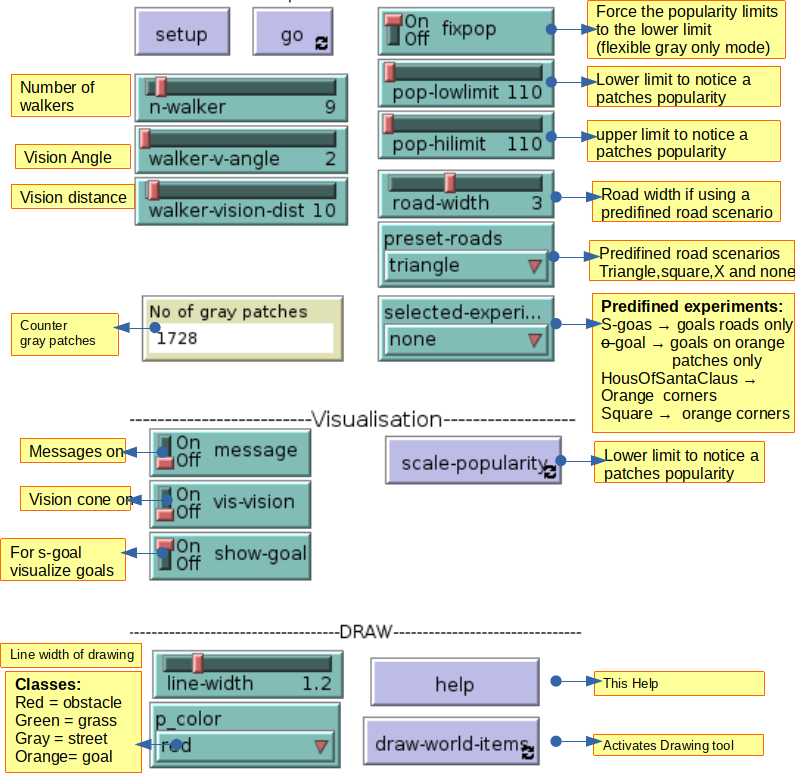 setup
go
On
Off
fixpop
Force the popularity limits
to the lower limit
(flexible gray only mode)
Number of
walkers
n-walker 9
pop-lowlimit 110
Lower limit to notice a
patches popularity
Vision Angle
walker-v-angle 2
pop-hilimit 110
upper limit to notice a
patches popularity
Vision distance
walker-vision-dist 10
road-width 3
Road width if using a
predifined road scenario
preset-roads
triangle
Predifined road scenarios
Triangle,square,X and none
Counter
gray patches
No of gray patches
1728
selected-experi...
none
Predifined experiments:
S-goas → goals roads only
o-goal → goals on orange
patches only
HousOfSantaClaus →
Orange corners
Square → orange corners
Visualisation
Messages on
On
Off
message
scale-popularity
Lower limit to notice a
patches popularity
Vision cone on
On
Off
vis-vision
For s-goal
visualize goals
On
Off
show-goal
DRAW
Line width of drawing
line-width 1.2
help
This Help
Classes:
Red = obstacle
Green = grass
Gray = street
Orange= goal
p_color
red
draw-world-items
Activates Drawing tool